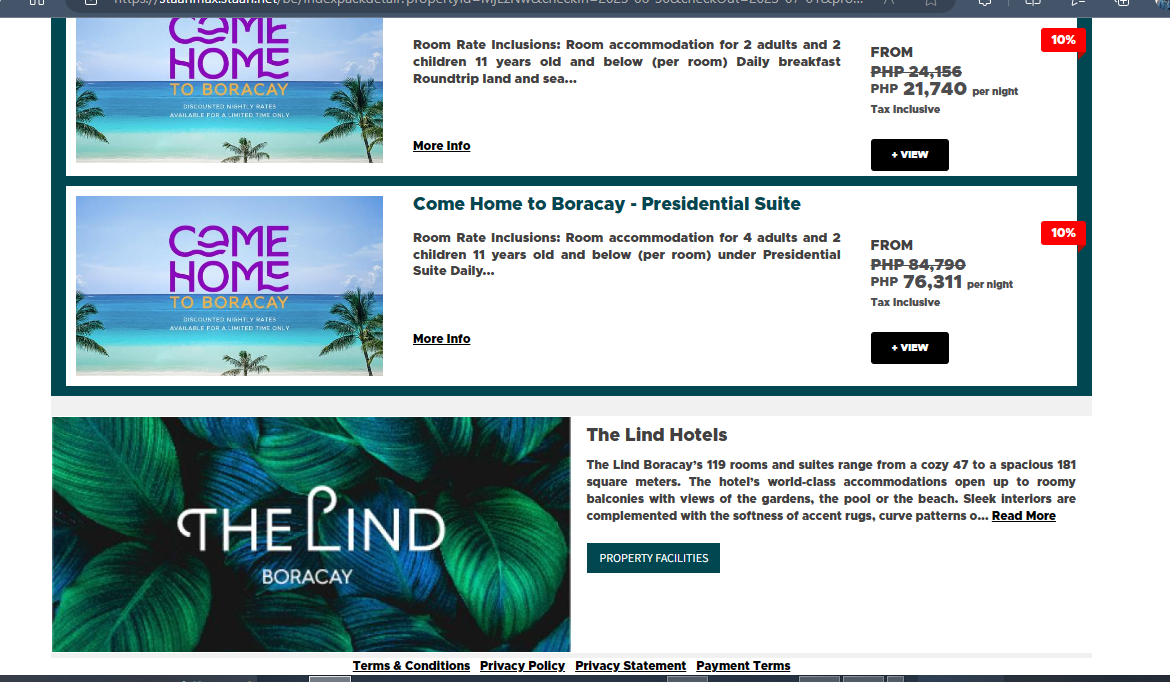 COME
HOME
TO BORACAY
DISCOUNTED NIGHTLY RATES
AVAILABLE FOR A LIMITED TIME ONLY
Room Rate Inclusions: Room accommodation for 2 adults and 2
children 11 years old and below (per room) Daily breakfast
Roundtrip land and sea...
More Info
10%
FROM
PHP 24,156
PHP 21,740 per night
Tax Inclusive
+ VIEW
COME
HOME
TO BORACAY
DISCOUNTED NIGHTLY RATES
AVAILABLE FOR A LIMITED TIME ONLY
Come Home to Boracay - Presidential Suite
Room Rate Inclusions: Room accommodation for 4 adults and 2
children 11 years old and below (per room) under Presidential
Suite Daily...
More Info
10%
FROM
PHP 84,790
PHP 76,311 per night
Tax Inclusive
+ VIEW
THE LIND
BORACAY
The Lind Hotels
The Lind Boracay's 119 rooms and suites range from a cozy 47 to a spacious 181
square meters. The hotel's world-class accommodations open up to roomy
balconies with views of the gardens, the pool or the beach. Sleek interiors are
complemented with the softness of accent rugs, curve patterns o... Read More
PROPERTY FACILITIES
Terms & Conditions Privacy Policy Privacy Statement Payment Terms